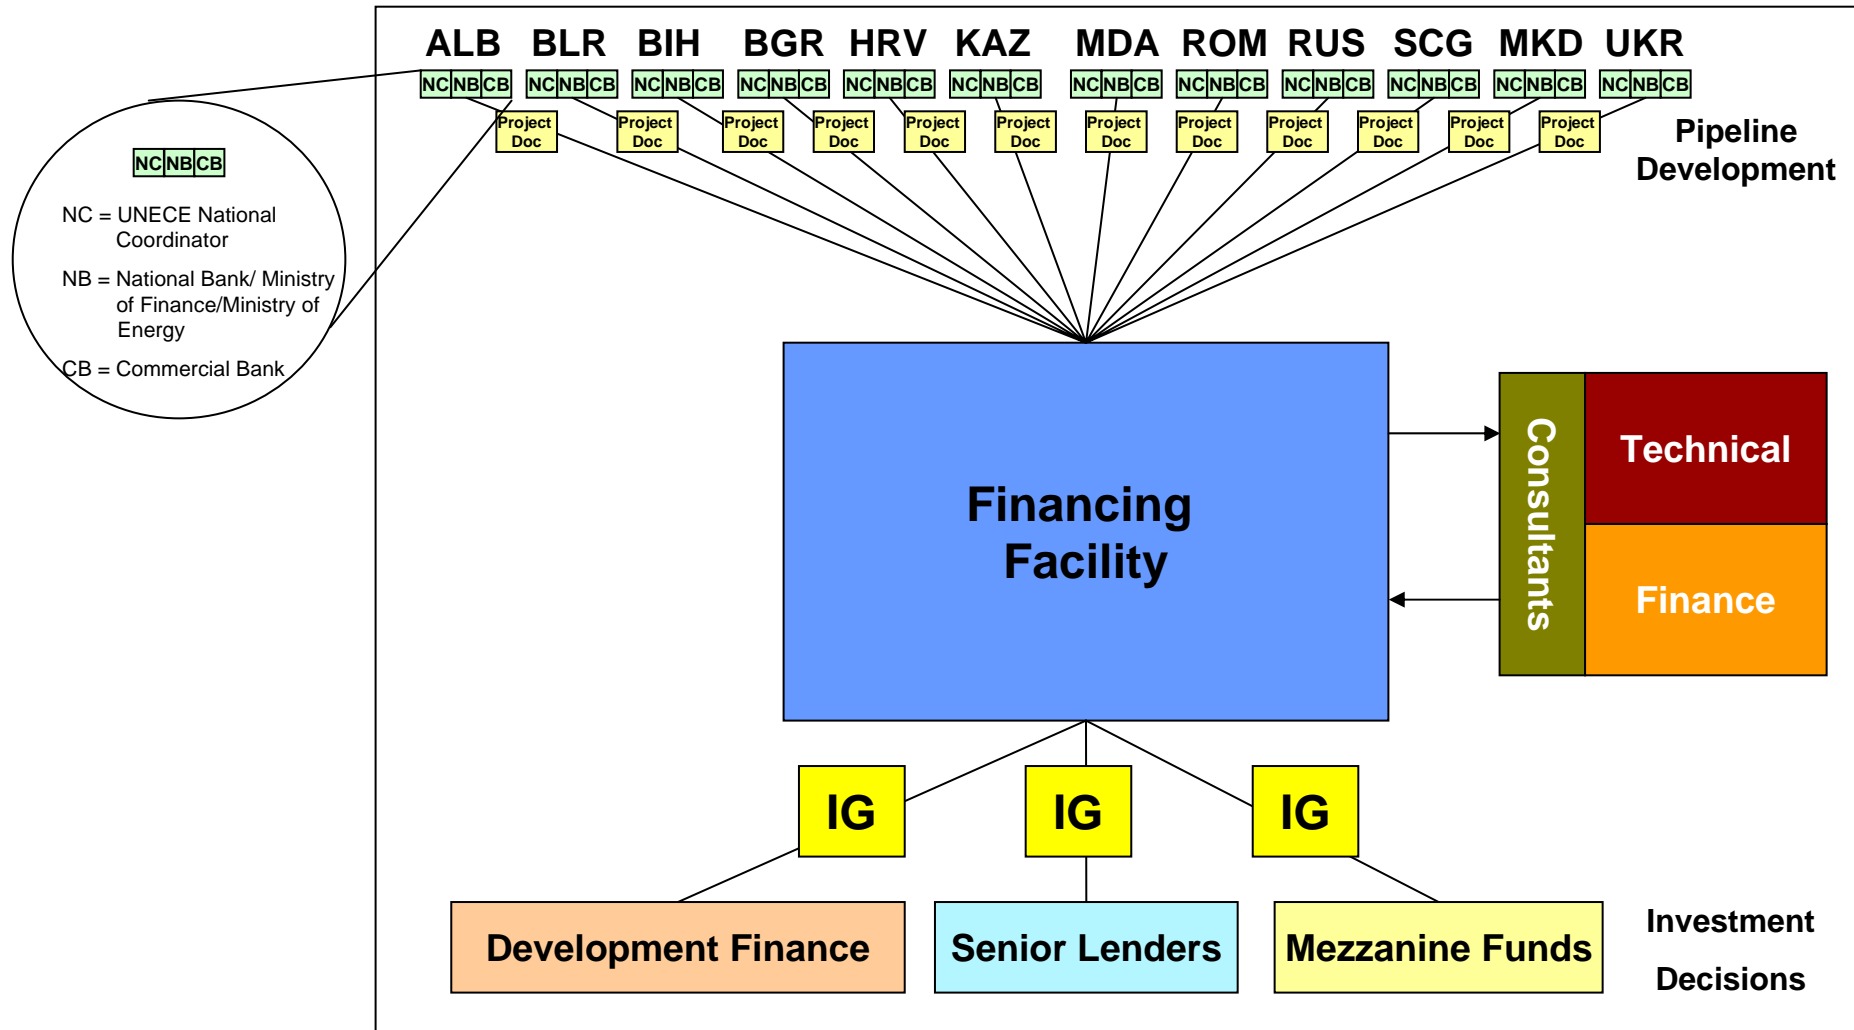 ALB BLR BIH BGR HRV KAZ MDA ROM RUS SCG MKD UKR
NC NB CB NC NB CB NC NB CB NC NB CB NC NB CB NC NB CB NC NB CB NC NB CB NC NB CB NC NB CB NC NB CB NC NB CB
Project Project Project Project Project Project Project Project Project Project Project Project
Doc Doc Doc Doc Doc Doc Doc Doc Doc Doc Doc Doc
Pipeline
Development
NC NB CB
NC = UNECE National
Coordinator
NB = National Bank/ Ministry
of Finance/Ministry of
Energy
CB = Commercial Bank
Financing
Facility
Consultants
Technical
Finance
IG IG IG
Development Finance
Senior Lenders
Mezzanine Funds
Investment
Decisions